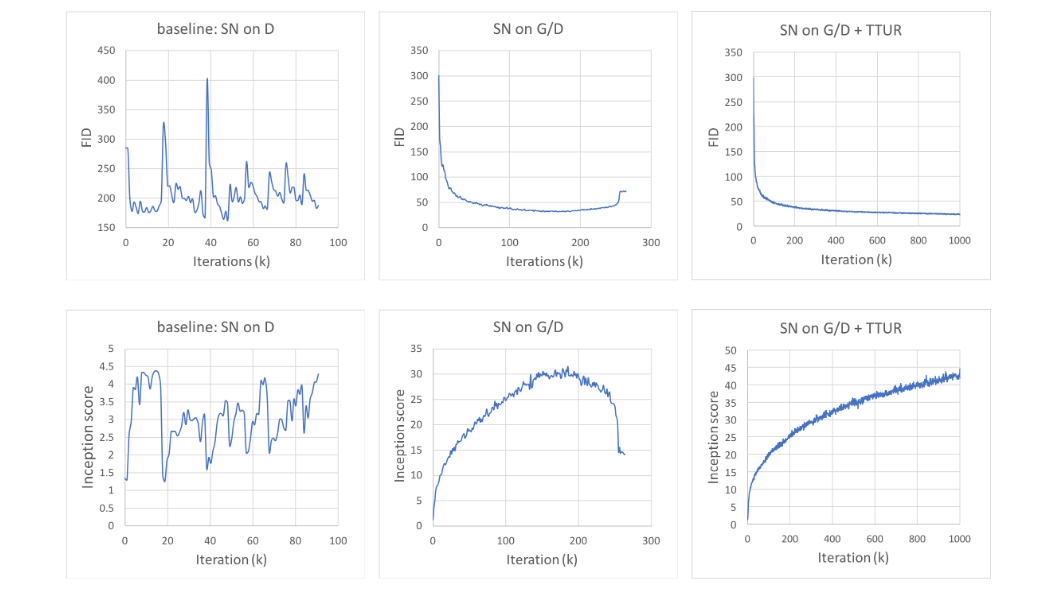 baseline: SN on D
450
400
350
300
250
200
150
FID
0 20 40 60 80 100
Iterations (k)
SN on G/D
350
300
250
200
150
100
50
0
FID
0 100 200 300
Iterations (k)
SN on G/D + TTUR
350
300
250
200
150
100
50
0
FID
0 200 400 600 800 1000
Iteration (k)
baseline: SN on D
5
4.5
4
3.5
3
2.5
2
1.5
1
0.5
0
Inception score
0 20 40 60 80 100
Iteration (k)
SN on G/D
35
30
25
20
15
10
5
0
Inception score
0 100 200 300
Iteration (k)
SN on G/D + TTUR
50
45
40
35
30
25
20
15
10
5
0
Inception score
0 200 400 600 800 1000
Iteration (k)